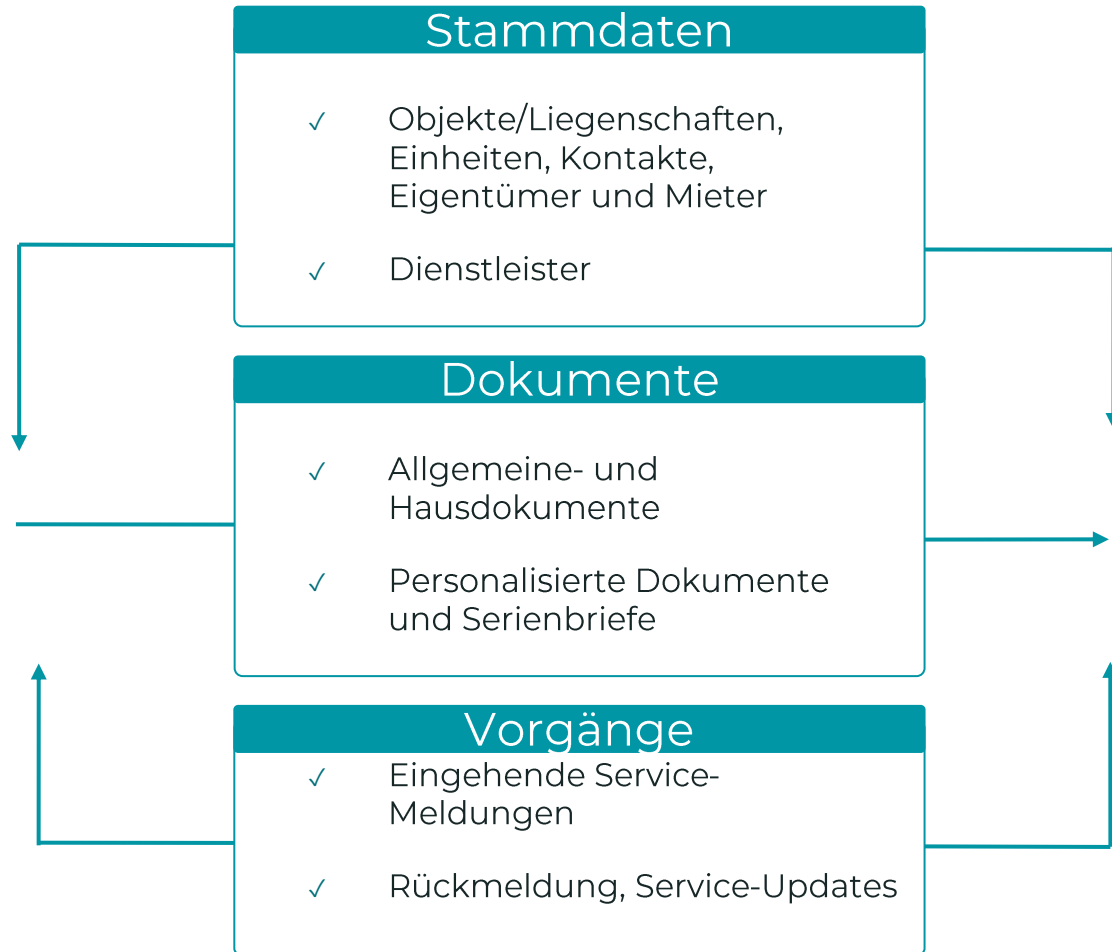 Stammdaten
✓ Objekte/Liegenschaften,
Einheiten, Kontakte,
Eigentümer und Mieter
✓ Dienstleister
Dokumente
✓ Allgemeine- und
Hausdokumente
✓ Personalisierte Dokumente
und Serienbriefe
Vorgänge
✓ Eingehende Service-
Meldungen
✓ Rückmeldung, Service-Updates